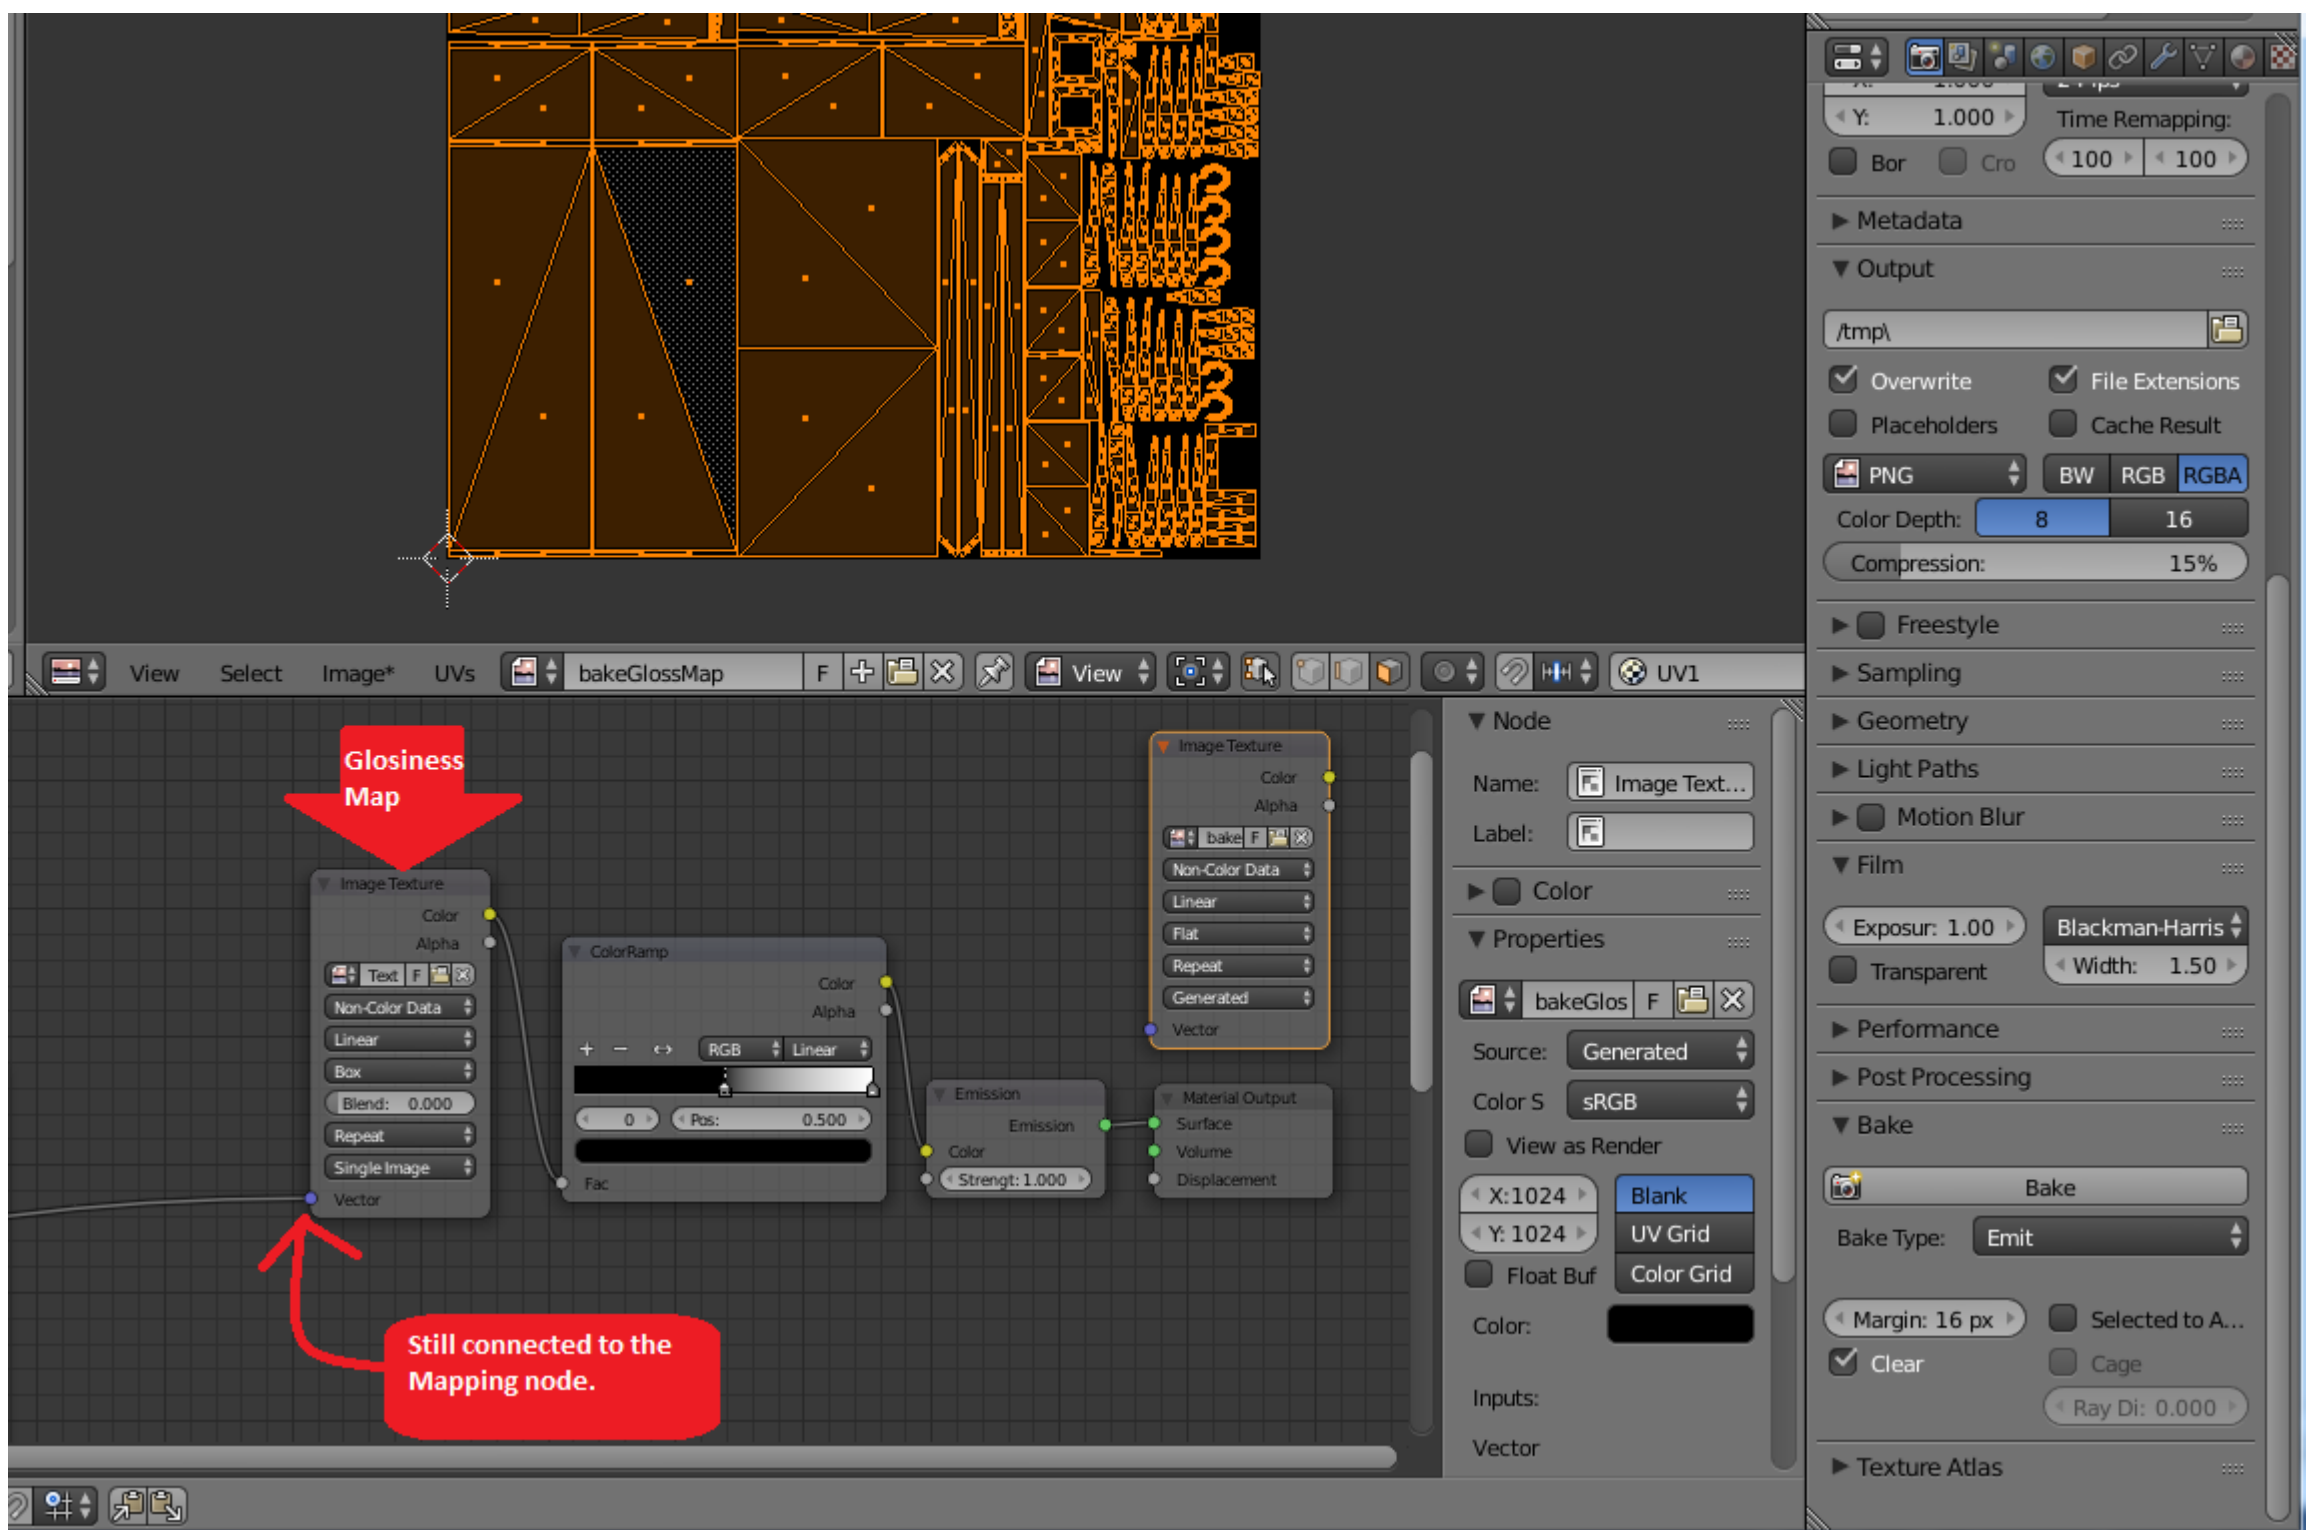 Y: 1.000
Time Remapping:
Bor
Cro
100
100
Metadata
Output
/tmp\
Overwrite
File Extensions
Placeholders
Cache Result
PNG
BW RGB RGBA
Color Depth: 8 16
Compression: 15%
Freestyle
Sampling
Geometry
Light Paths
Motion Blur
Film
Exposur: 1.00
Blackman-Harris
Transparent
Width: 1.50
Performance
Post Processing
Bake
Bake
Bake Type: Emit
Margin: 16 px
Selected to A...
Clear
Cage
Ray Di: 0.000
Texture Atlas
View Select Image* UVs bakeGlossMap F View UV1
Glosiness
Map
Image Texture
Color
Alpha
Text F
Non-Color Data
Linear
Box
Blend: 0.000
Repeat
Single Image
Vector
Still connected to the
Mapping node.
ColorRamp
Color
Alpha
RGB Linear
0 Pos: 0.500
Fac
Emission
Emission
Color
Strengt: 1.000
Image Texture
Color
Alpha
bake F
Non-Color Data
Linear
Flat
Repeat
Generated
Vector
Material Output
Surface
Volume
Displacement
Node
Name: Image Text...
Label:
Color
Properties
bakeGlos F
Source: Generated
Color S sRGB
View as Render
X:1024
Y: 1024
Blank
UV Grid
Color Grid
Float Buf
Color:
Inputs:
Vector